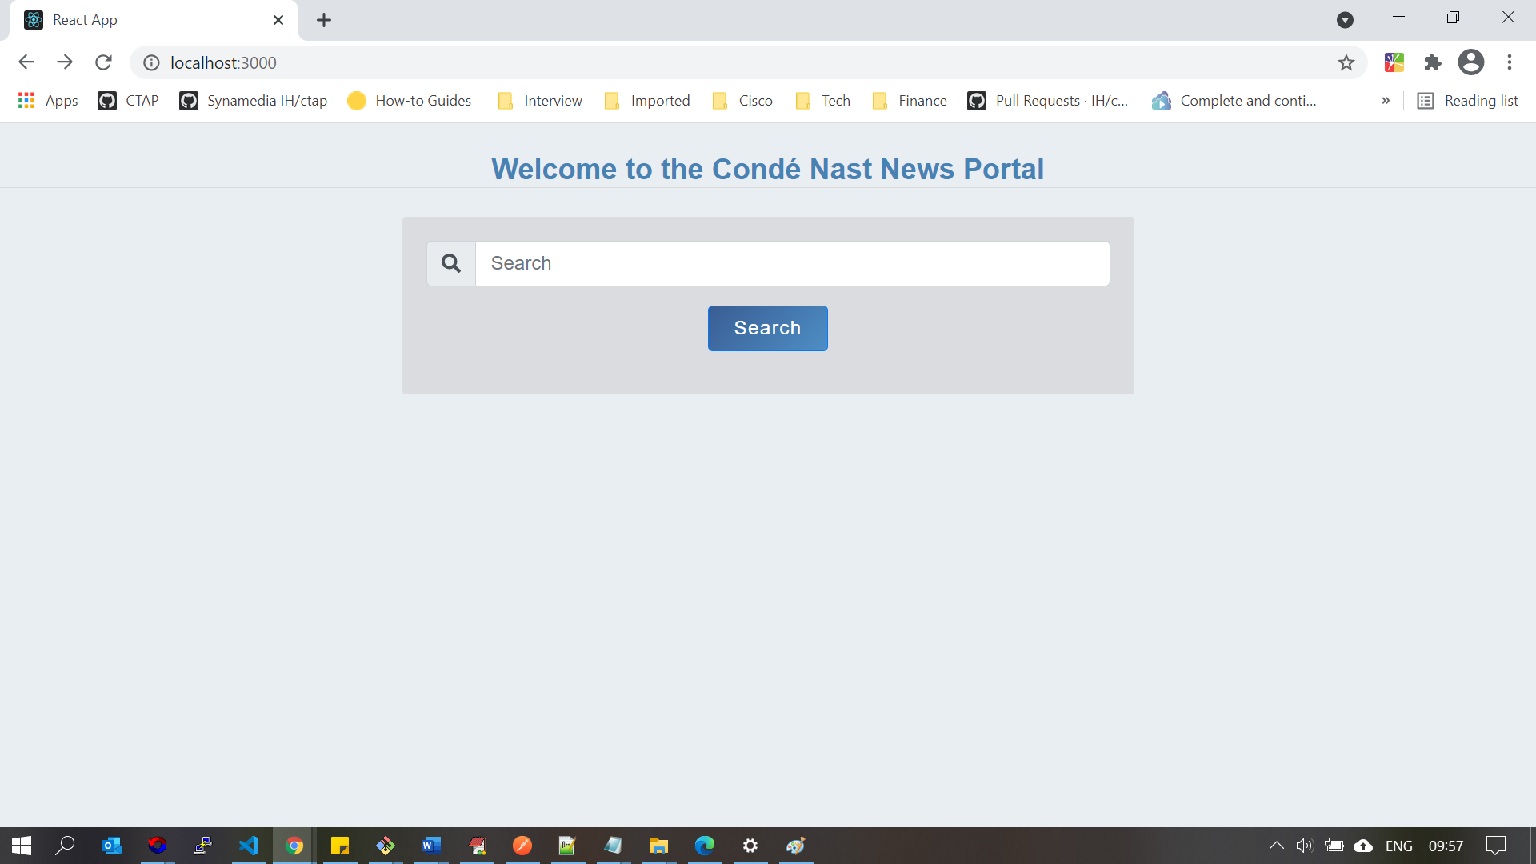 React App
localhost:3000
Apps CTAP Synamedia IH/ctap How-to Guides Interview Imported Cisco Tech Finance Pull Requests · IH/c... Complete and conti... » Reading list
Welcome to the Condé Nast News Portal
Search
Search
ENG 09:57